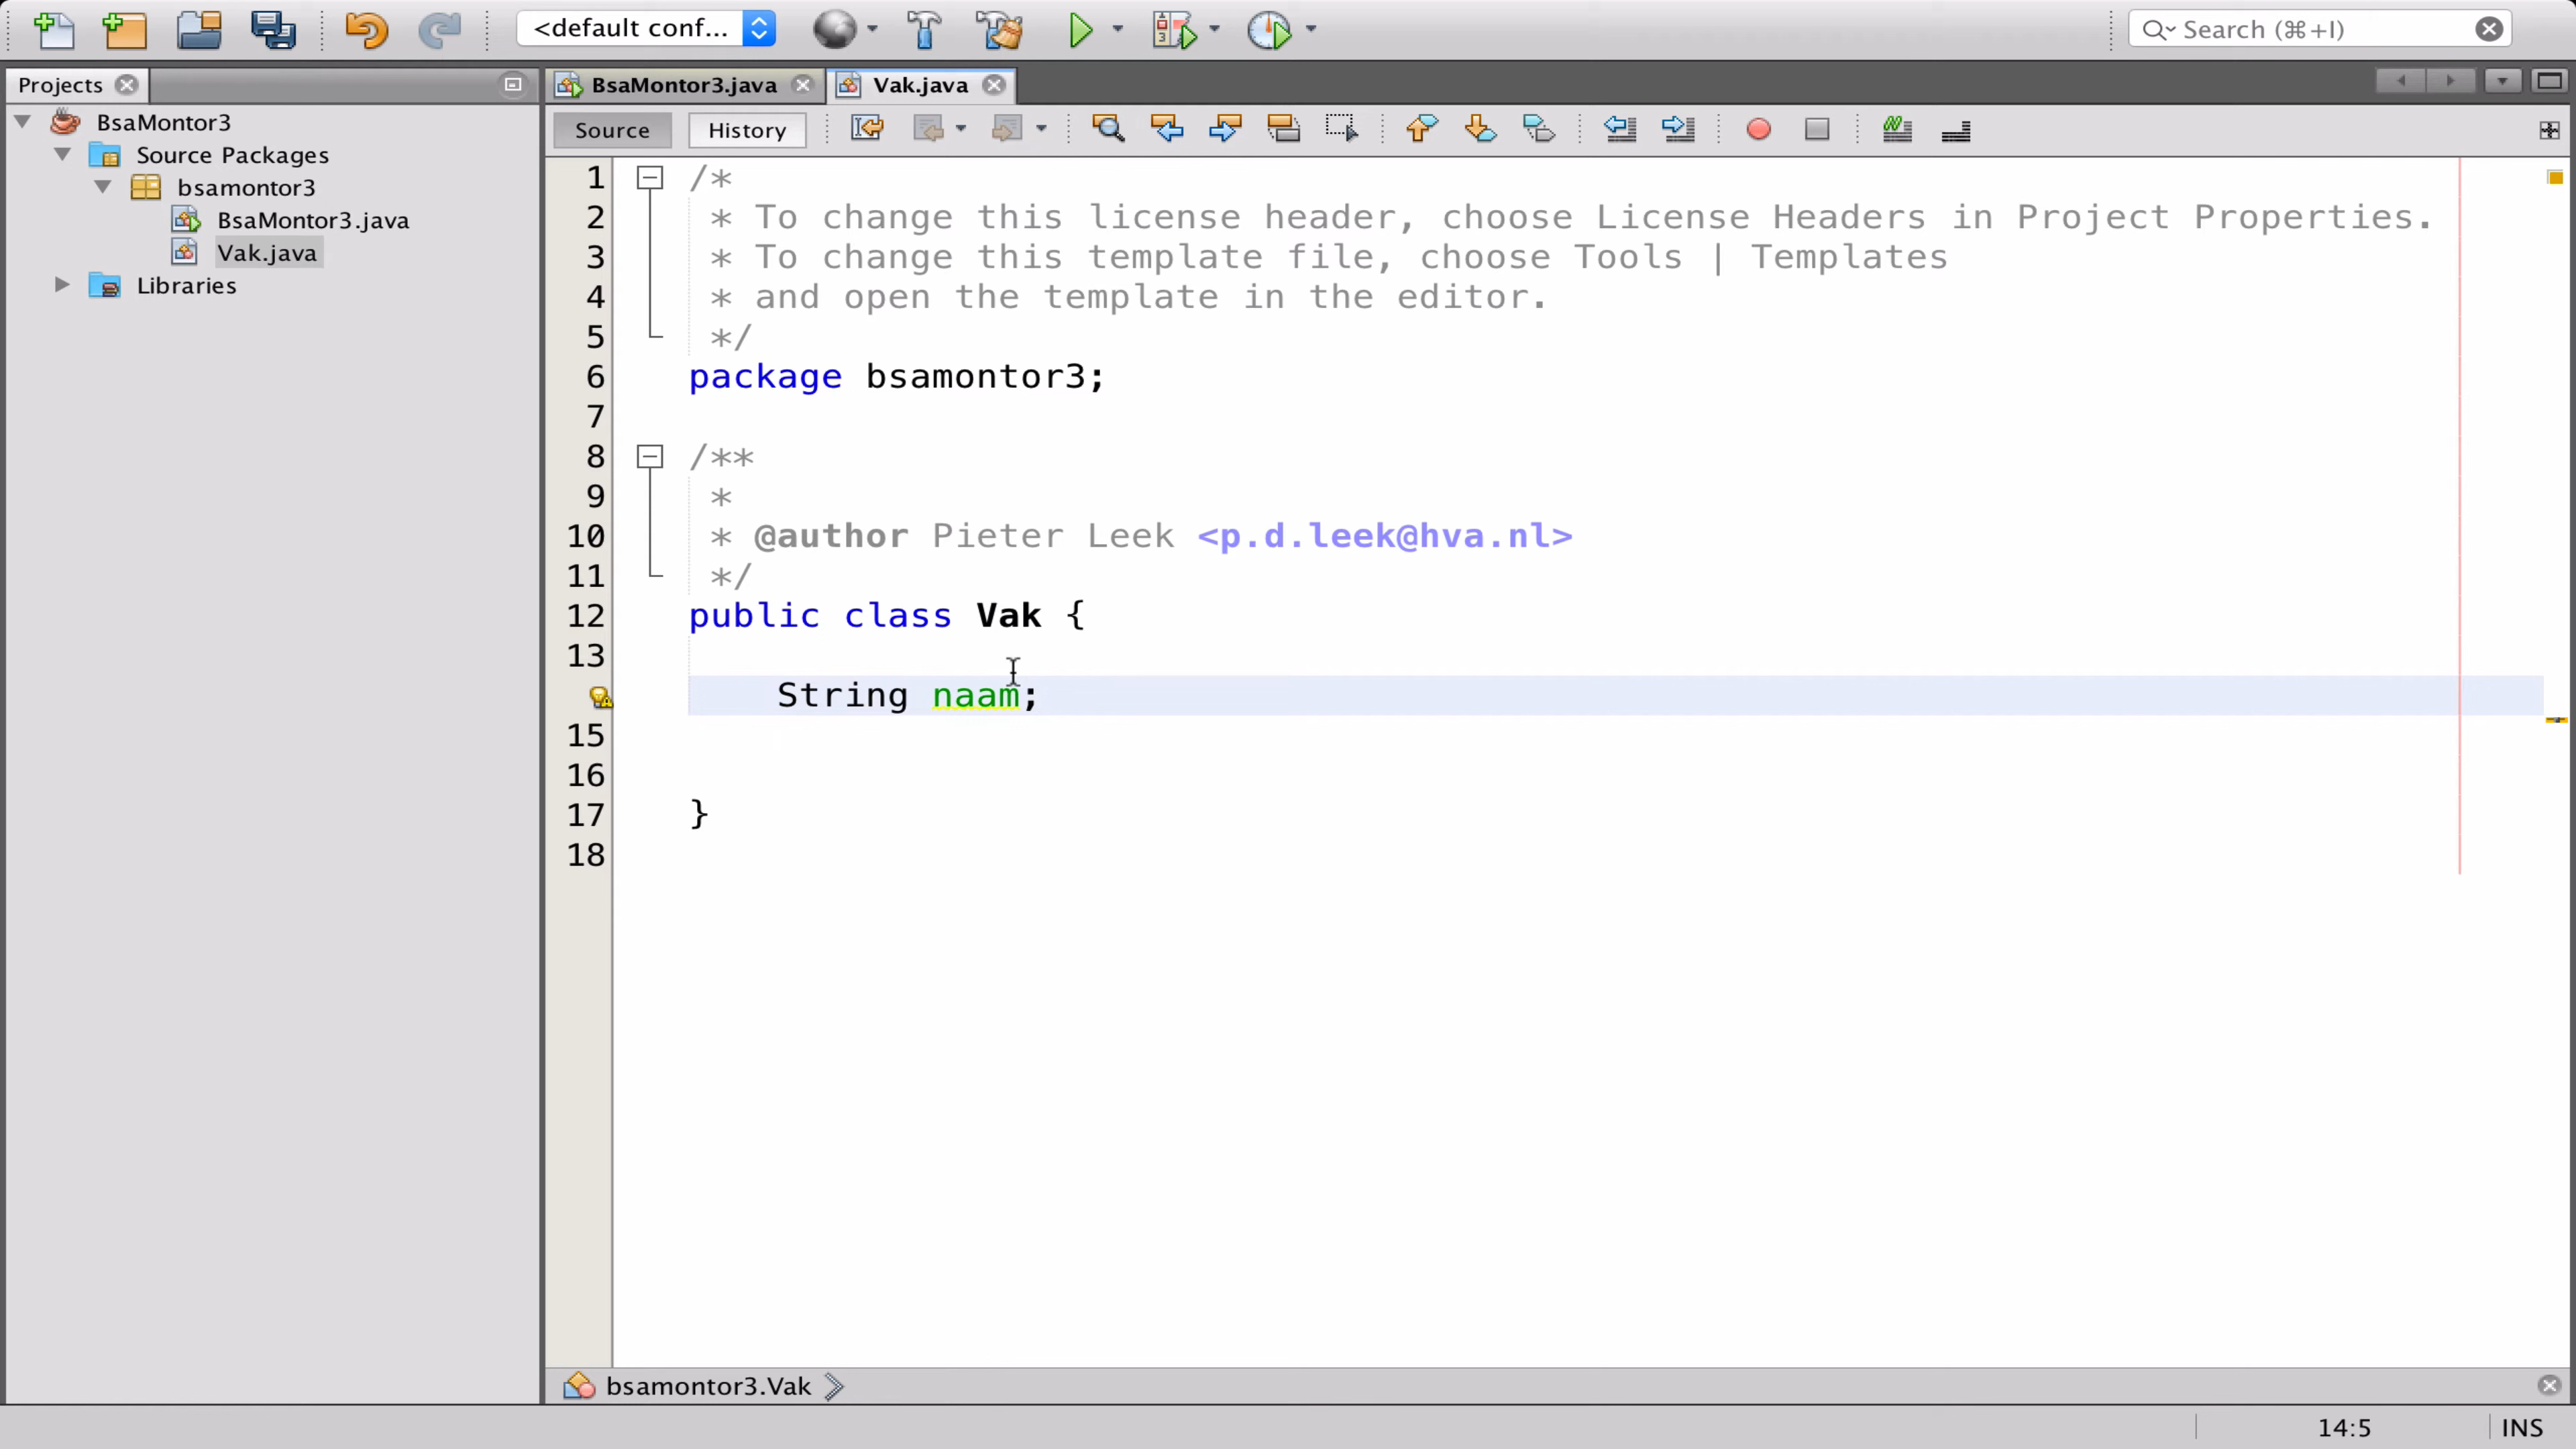 <default conf...
Search (⌘+I)
Projects
BsaMontor3.java
Vak.java
BsaMontor3
Source Packages
bsamontor3
BsaMontor3.java
Vak.java
Libraries
Source
History
1 /*
2 * To change this license header, choose License Headers in Project Properties.
3 * To change this template file, choose Tools | Templates
4 * and open the template in the editor.
5 */
6 package bsamontor3;
7
8 /**
9 *
10 * @author Pieter Leek <p.d.leek@hva.nl>
11 */
12 public class Vak {
13
String naam;
15
16
17 }
18
bsamontor3.Vak
14:5
INS